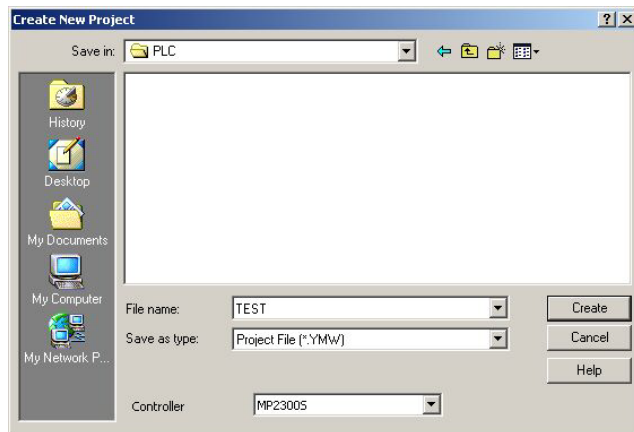 Create New Project
Save in: PLC
History
Desktop
My Documents
My Computer
My Network P...
File name: TEST
Create
Save as type: Project File (*.YMW)
Cancel
Help
Controller MP2300S